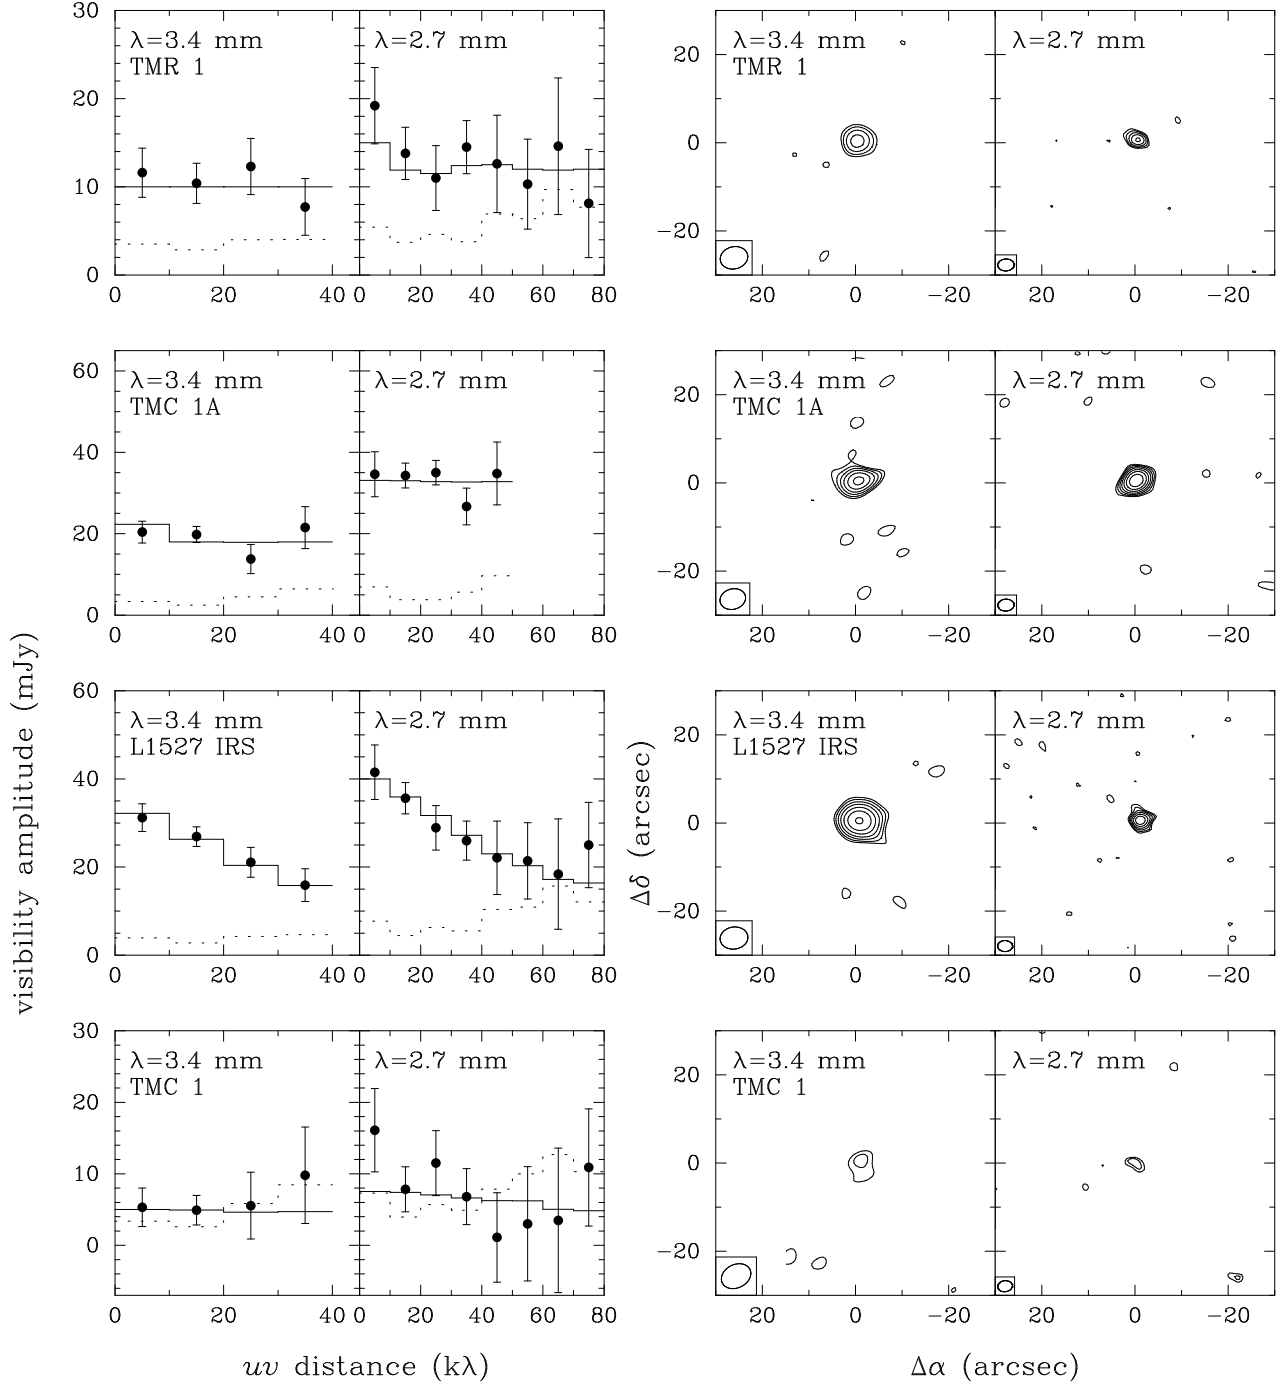 30
λ=3.4 mm
TMR 1
λ=2.7 mm
20
10
0
0 20 40 0 20 40 60 80
λ=3.4 mm
TMR 1
λ=2.7 mm
20
0
−20
20 0 −20 20 0 −20
60
λ=3.4 mm
TMC 1A
λ=2.7 mm
40
20
0
0 20 40 0 20 40 60 80
λ=3.4 mm
TMC 1A
λ=2.7 mm
20
0
−20
20 0 −20 20 0 −20
60
λ=3.4 mm
L1527 IRS
λ=2.7 mm
40
20
0
0 20 40 0 20 40 60 80
λ=3.4 mm
L1527 IRS
λ=2.7 mm
20
0
−20
20 0 −20 20 0 −20
30
λ=3.4 mm
TMC 1
λ=2.7 mm
20
10
0
0 20 40 0 20 40 60 80
λ=3.4 mm
TMC 1
λ=2.7 mm
20
0
−20
20 0 −20 20 0 −20
visibility amplitude (mJy)
uv distance (kλ)
Δδ (arcsec)
Δα (arcsec)